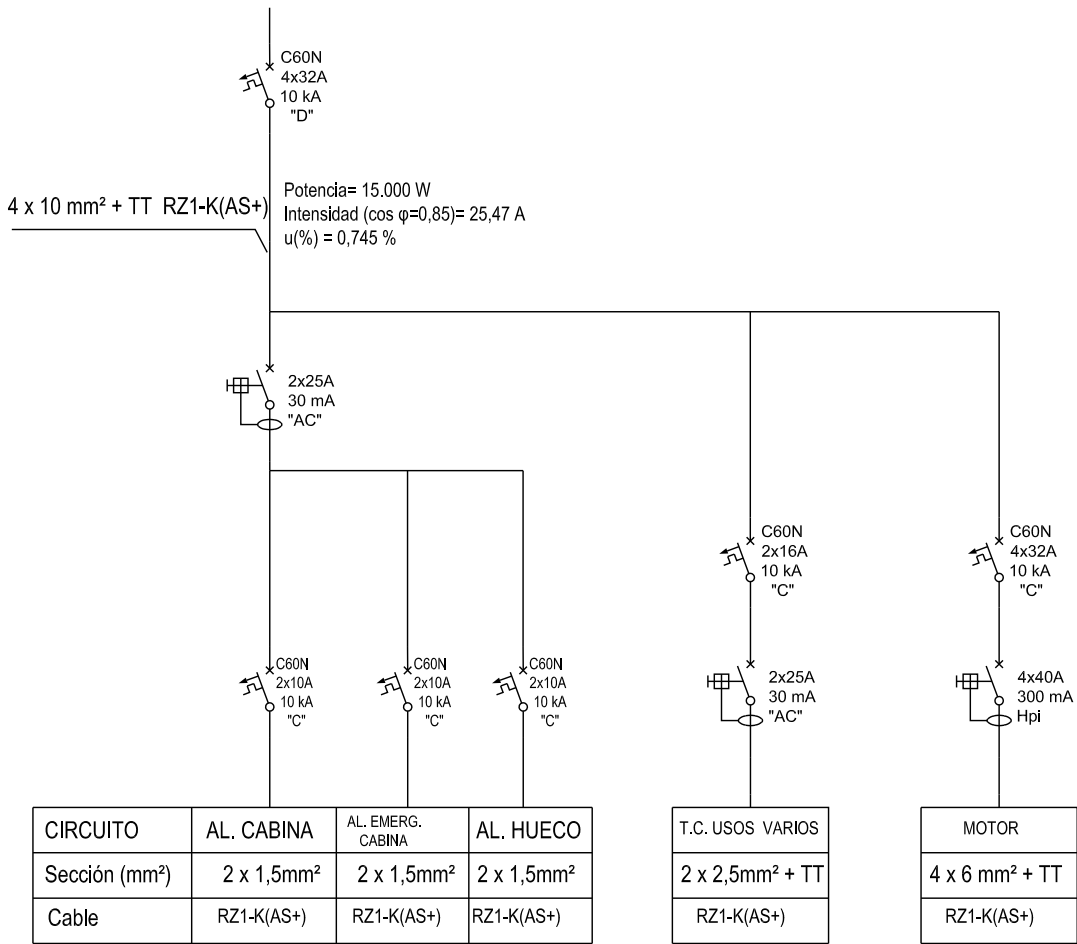 C60N
4x32A
10 kA
"D"
4 x 10 mm² + TT RZ1-K(AS+)
Potencia= 15.000 W
Intensidad (cos φ=0,85)= 25,47 A
u(%) = 0,745 %
2x25A
30 mA
"AC"
C60N
2x16A
10 kA
"C"
C60N
4x32A
10 kA
"C"
C60N
2x10A
10 kA
"C"
C60N
2x10A
10 kA
"C"
C60N
2x10A
10 kA
"C"
2x25A
30 mA
"AC"
4x40A
300 mA
Hpi
CIRCUITO AL. CABINA AL. EMERG. CABINA AL. HUECO T.C. USOS VARIOS MOTOR
Sección (mm²) 2 x 1,5mm² 2 x 1,5mm² 2 x 1,5mm² 2 x 2,5mm² + TT 4 x 6 mm² + TT
Cable RZ1-K(AS+) RZ1-K(AS+) RZ1-K(AS+) RZ1-K(AS+) RZ1-K(AS+)